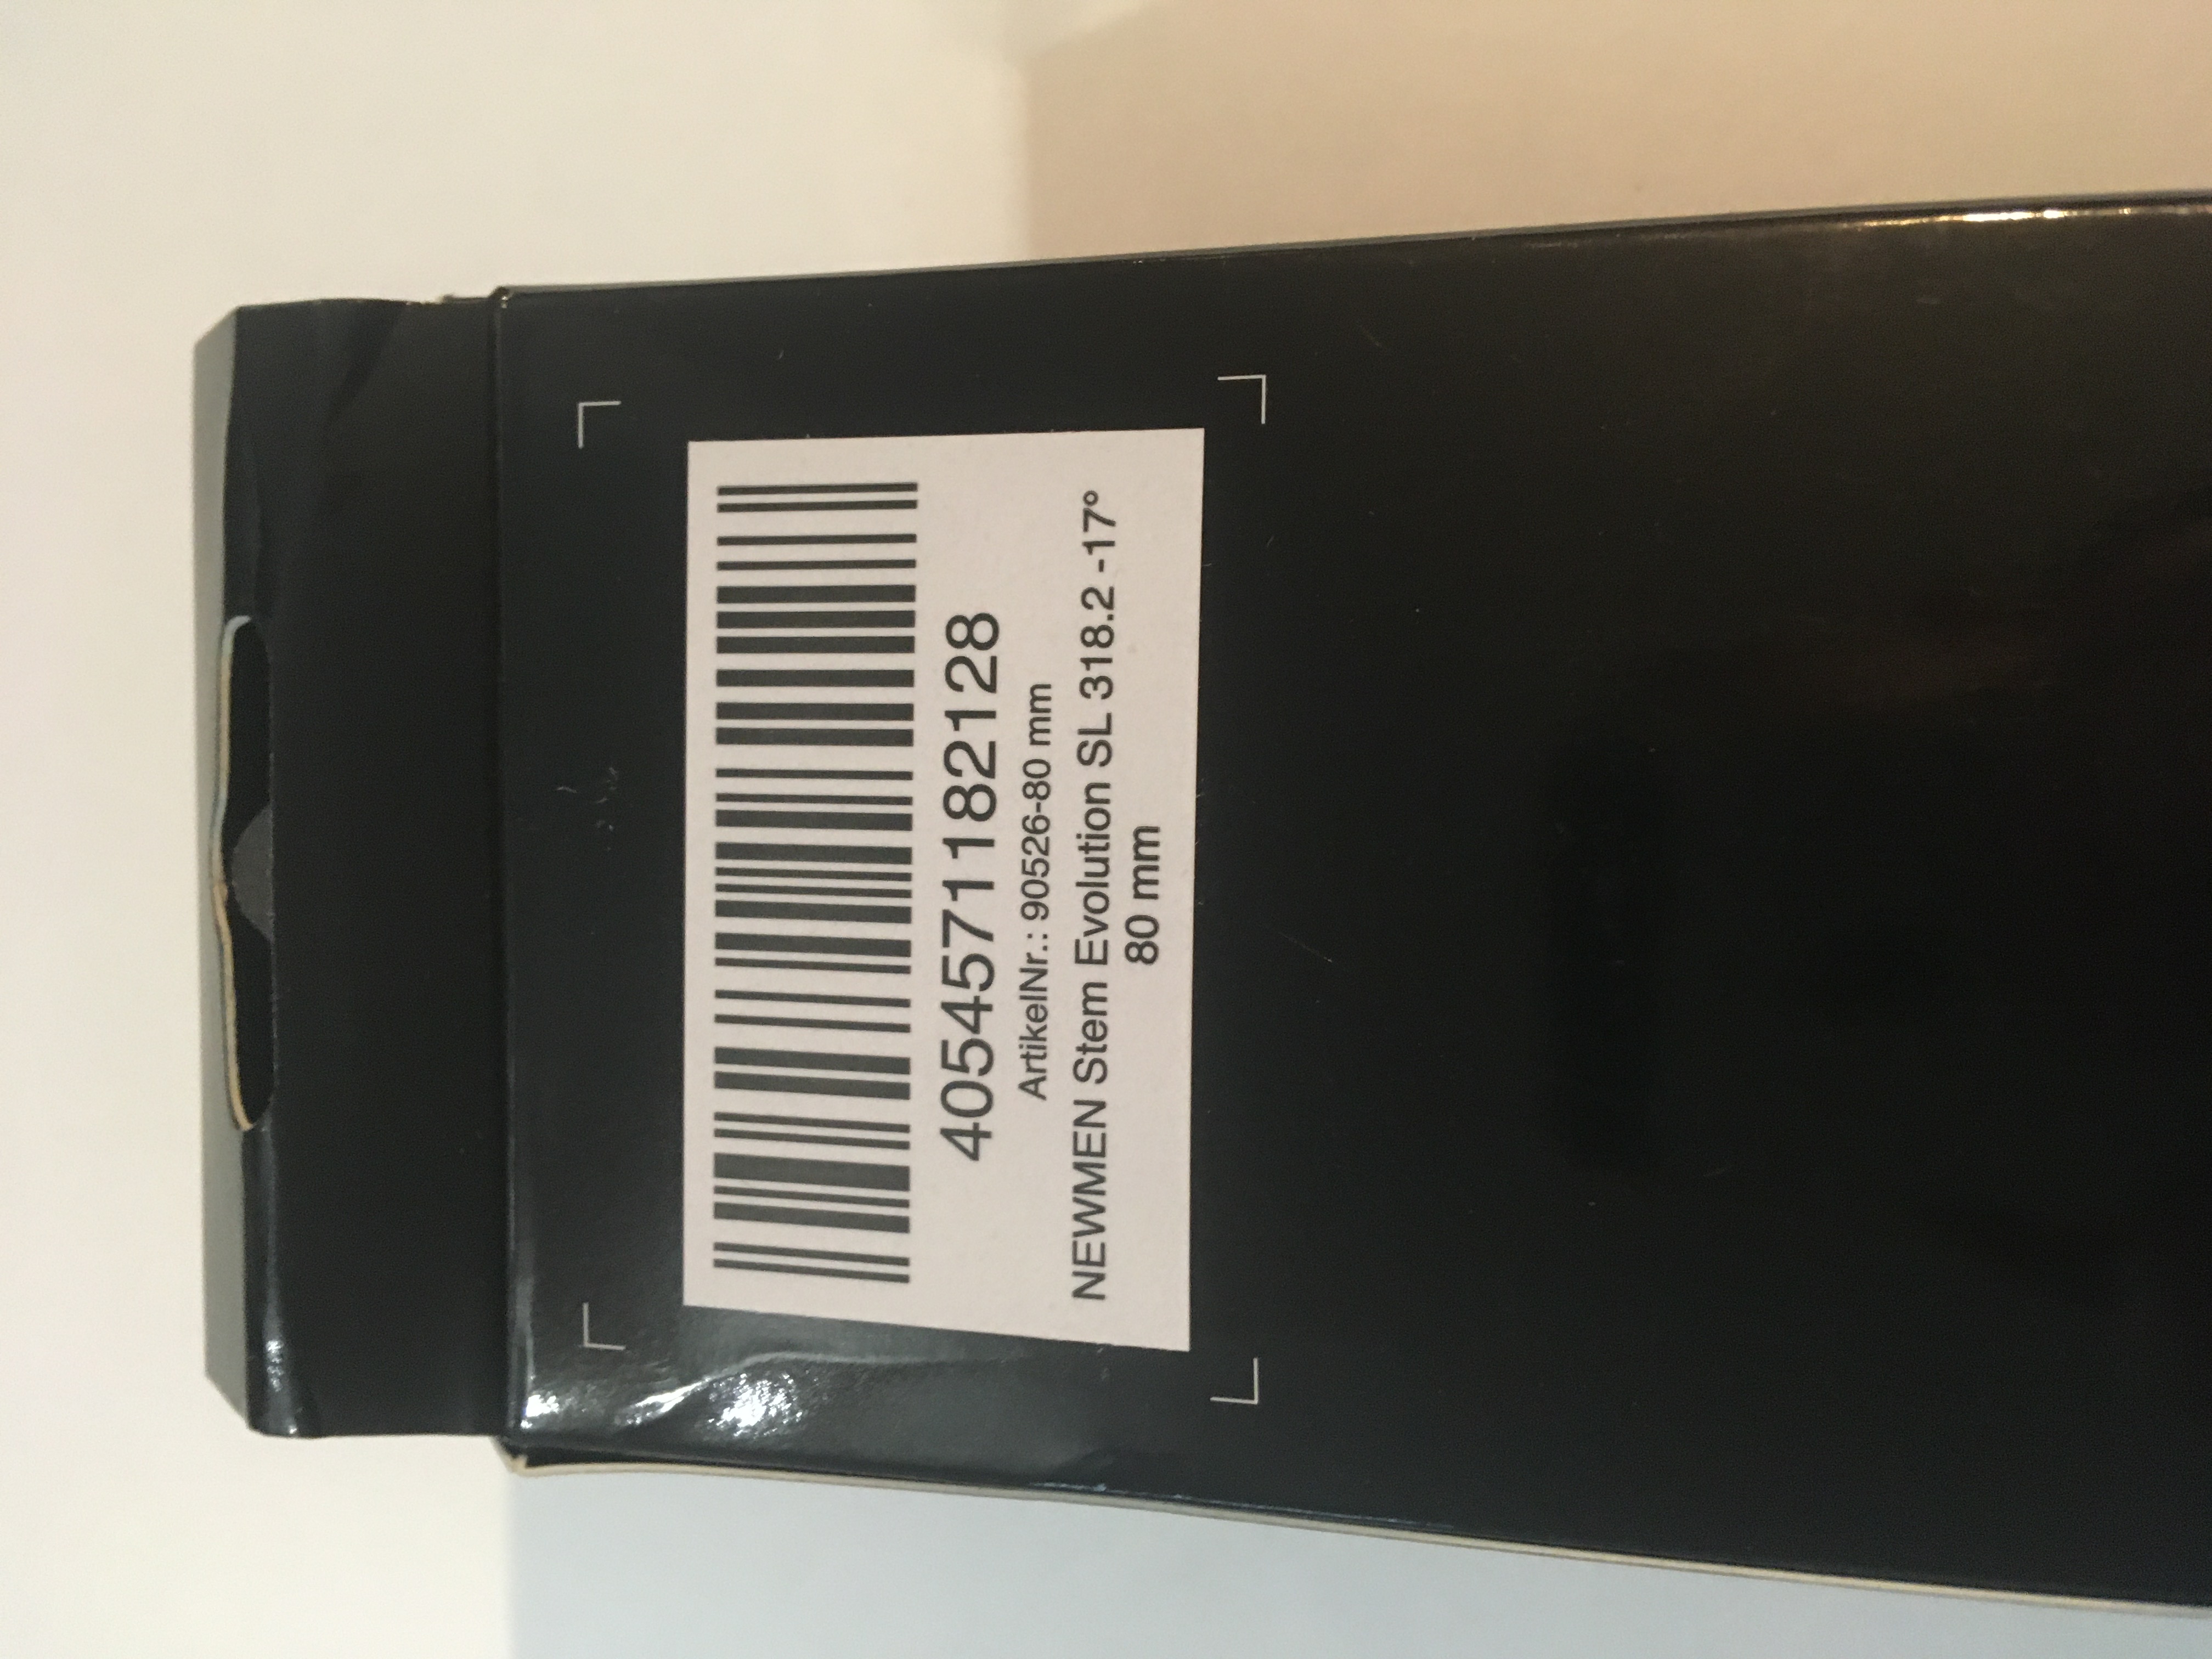 4054571182128
ArtikelNr.: 90526-80 mm
NEWMEN Stem Evolution SL 318.2 -17°
80 mm